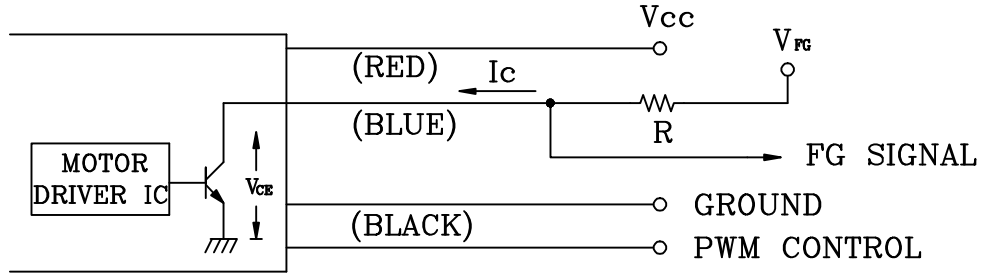 Vcc
VFG
(RED)
Ic
(BLUE)
R
MOTOR
DRIVER IC
VCE
FG SIGNAL
GROUND
(BLACK)
PWM CONTROL